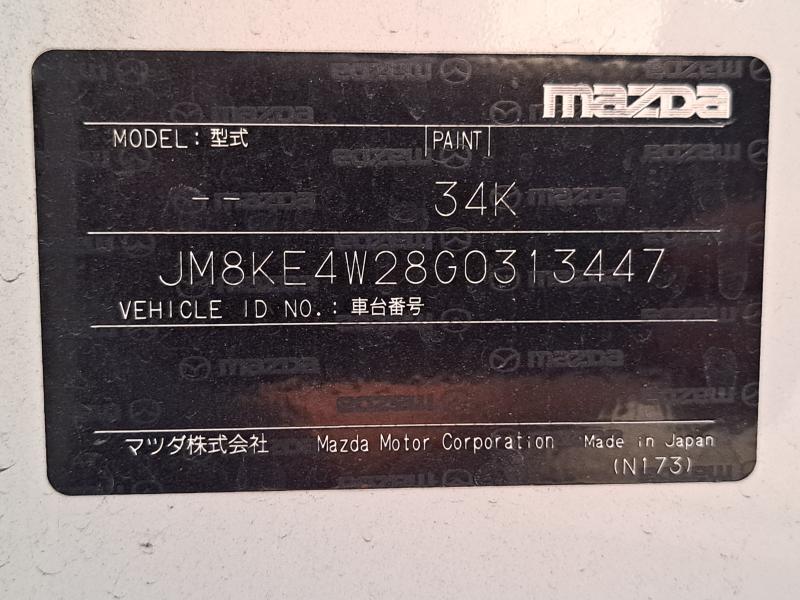 mazda
MODEL: 型式 PAINT
-- 34K
JM8KE4W28G0313447
VEHICLE ID NO.: 車台番号
マツダ株式会社 Mazda Motor Corporation Made in Japan
(N173)